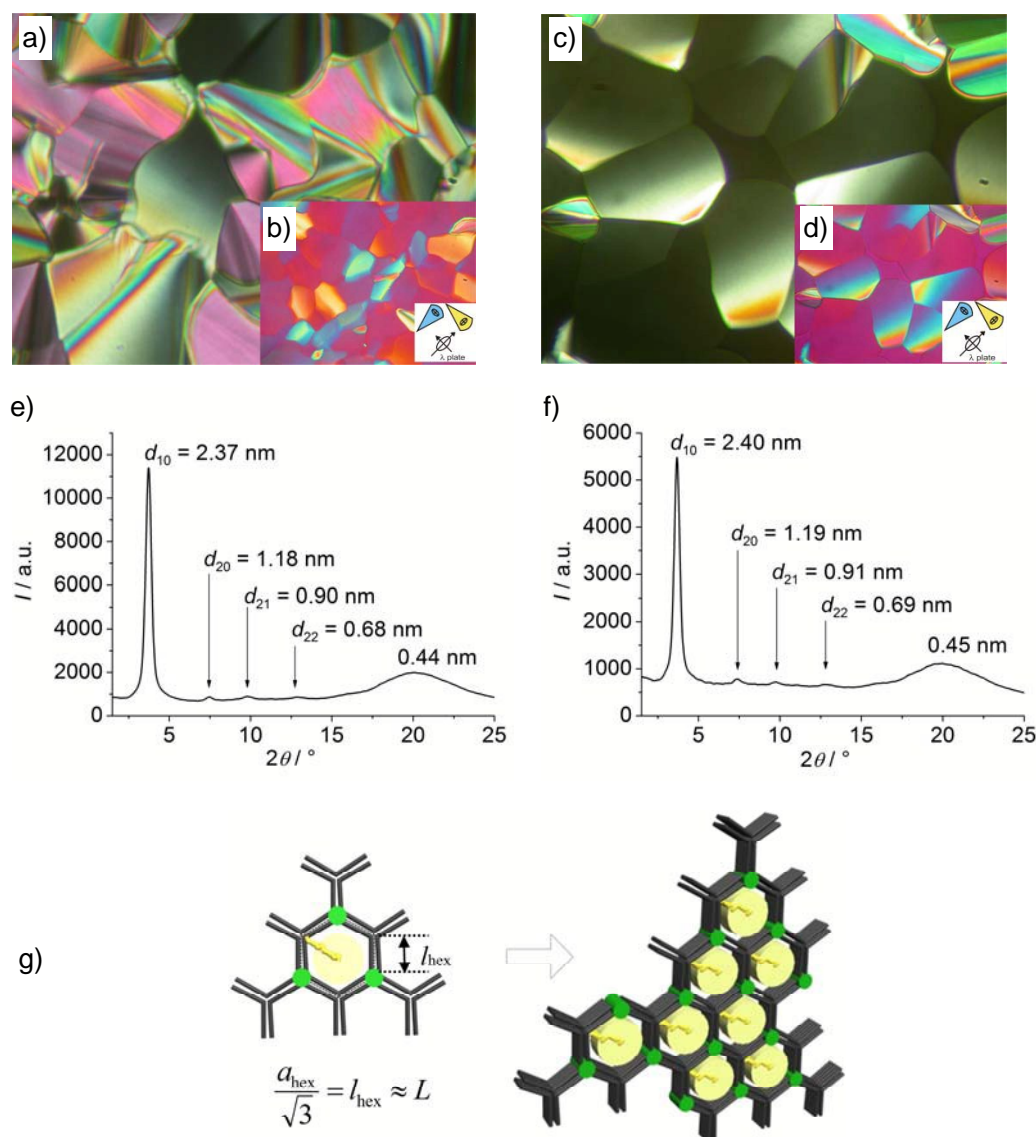 a)
b)
λ plate
c)
d)
λ plate
e)
12000
10000
8000
6000
4000
2000
0
I / a.u.
d10 = 2.37 nm
d20 = 1.18 nm
d21 = 0.90 nm
d22 = 0.68 nm
0.44 nm
5 10 15 20 25
2θ / °
f)
6000
5000
4000
3000
2000
1000
0
I / a.u.
d10 = 2.40 nm
d20 = 1.19 nm
d21 = 0.91 nm
d22 = 0.69 nm
0.45 nm
5 10 15 20 25
2θ / °
g)
lhex
ahex/√3 = lhex ≈ L